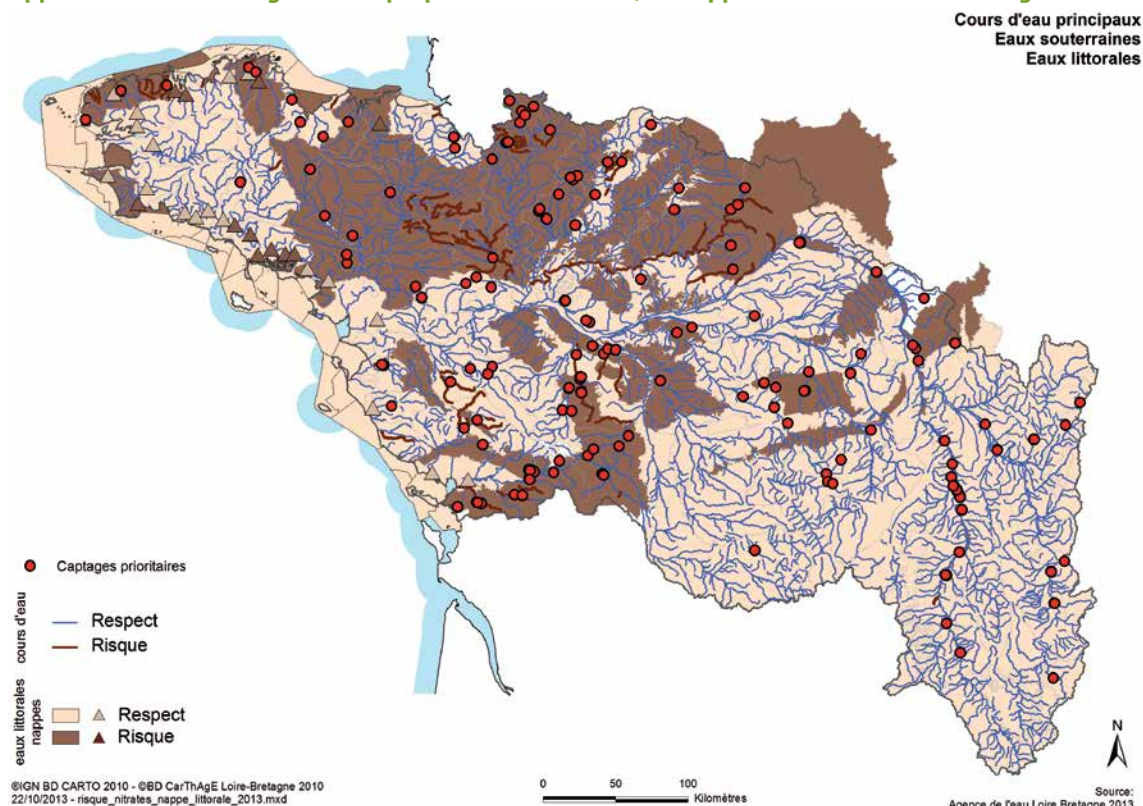 Cours d'eau principaux
Eaux souterraines
Eaux littorales
Captages prioritaires
cours d'eau
Respect
Risque
eaux littorales
nappes
Respect
Risque
N
©IGN BD CARTO 2010 - ©BD CarThAgE Loire-Bretagne 2010
22/10/2013 - risque_nitrates_nappe_littorale_2013.mxd
0 50 100
Kilomètres
Source:
Agence de l'eau Loire Bretagne 2013